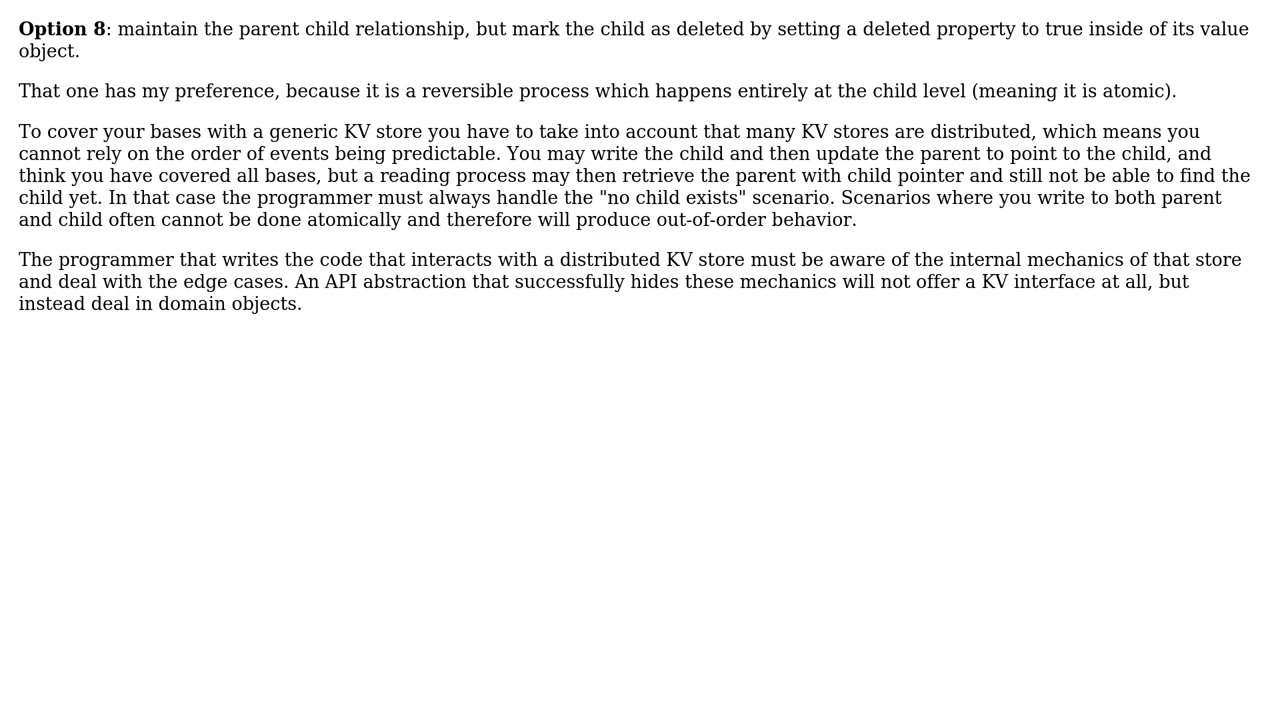 Option 8: maintain the parent child relationship, but mark the child as deleted by setting a deleted property to true inside of its value
object.
That one has my preference, because it is a reversible process which happens entirely at the child level (meaning it is atomic).
To cover your bases with a generic KV store you have to take into account that many KV stores are distributed, which means you
cannot rely on the order of events being predictable. You may write the child and then update the parent to point to the child, and
think you have covered all bases, but a reading process may then retrieve the parent with child pointer and still not be able to find the
child yet. In that case the programmer must always handle the "no child exists" scenario. Scenarios where you write to both parent
and child often cannot be done atomically and therefore will produce out-of-order behavior.
The programmer that writes the code that interacts with a distributed KV store must be aware of the internal mechanics of that store
and deal with the edge cases. An API abstraction that successfully hides these mechanics will not offer a KV interface at all, but
instead deal in domain objects.